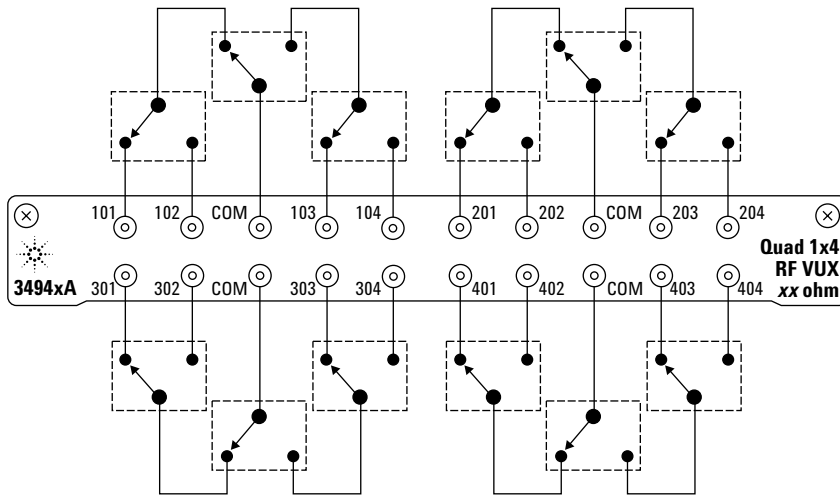 101 102 COM 103 104 201 202 COM 203 204
Quad 1x4
RF VUX
xx ohm
3494xA
301 302 COM 303 304 401 402 COM 403 404